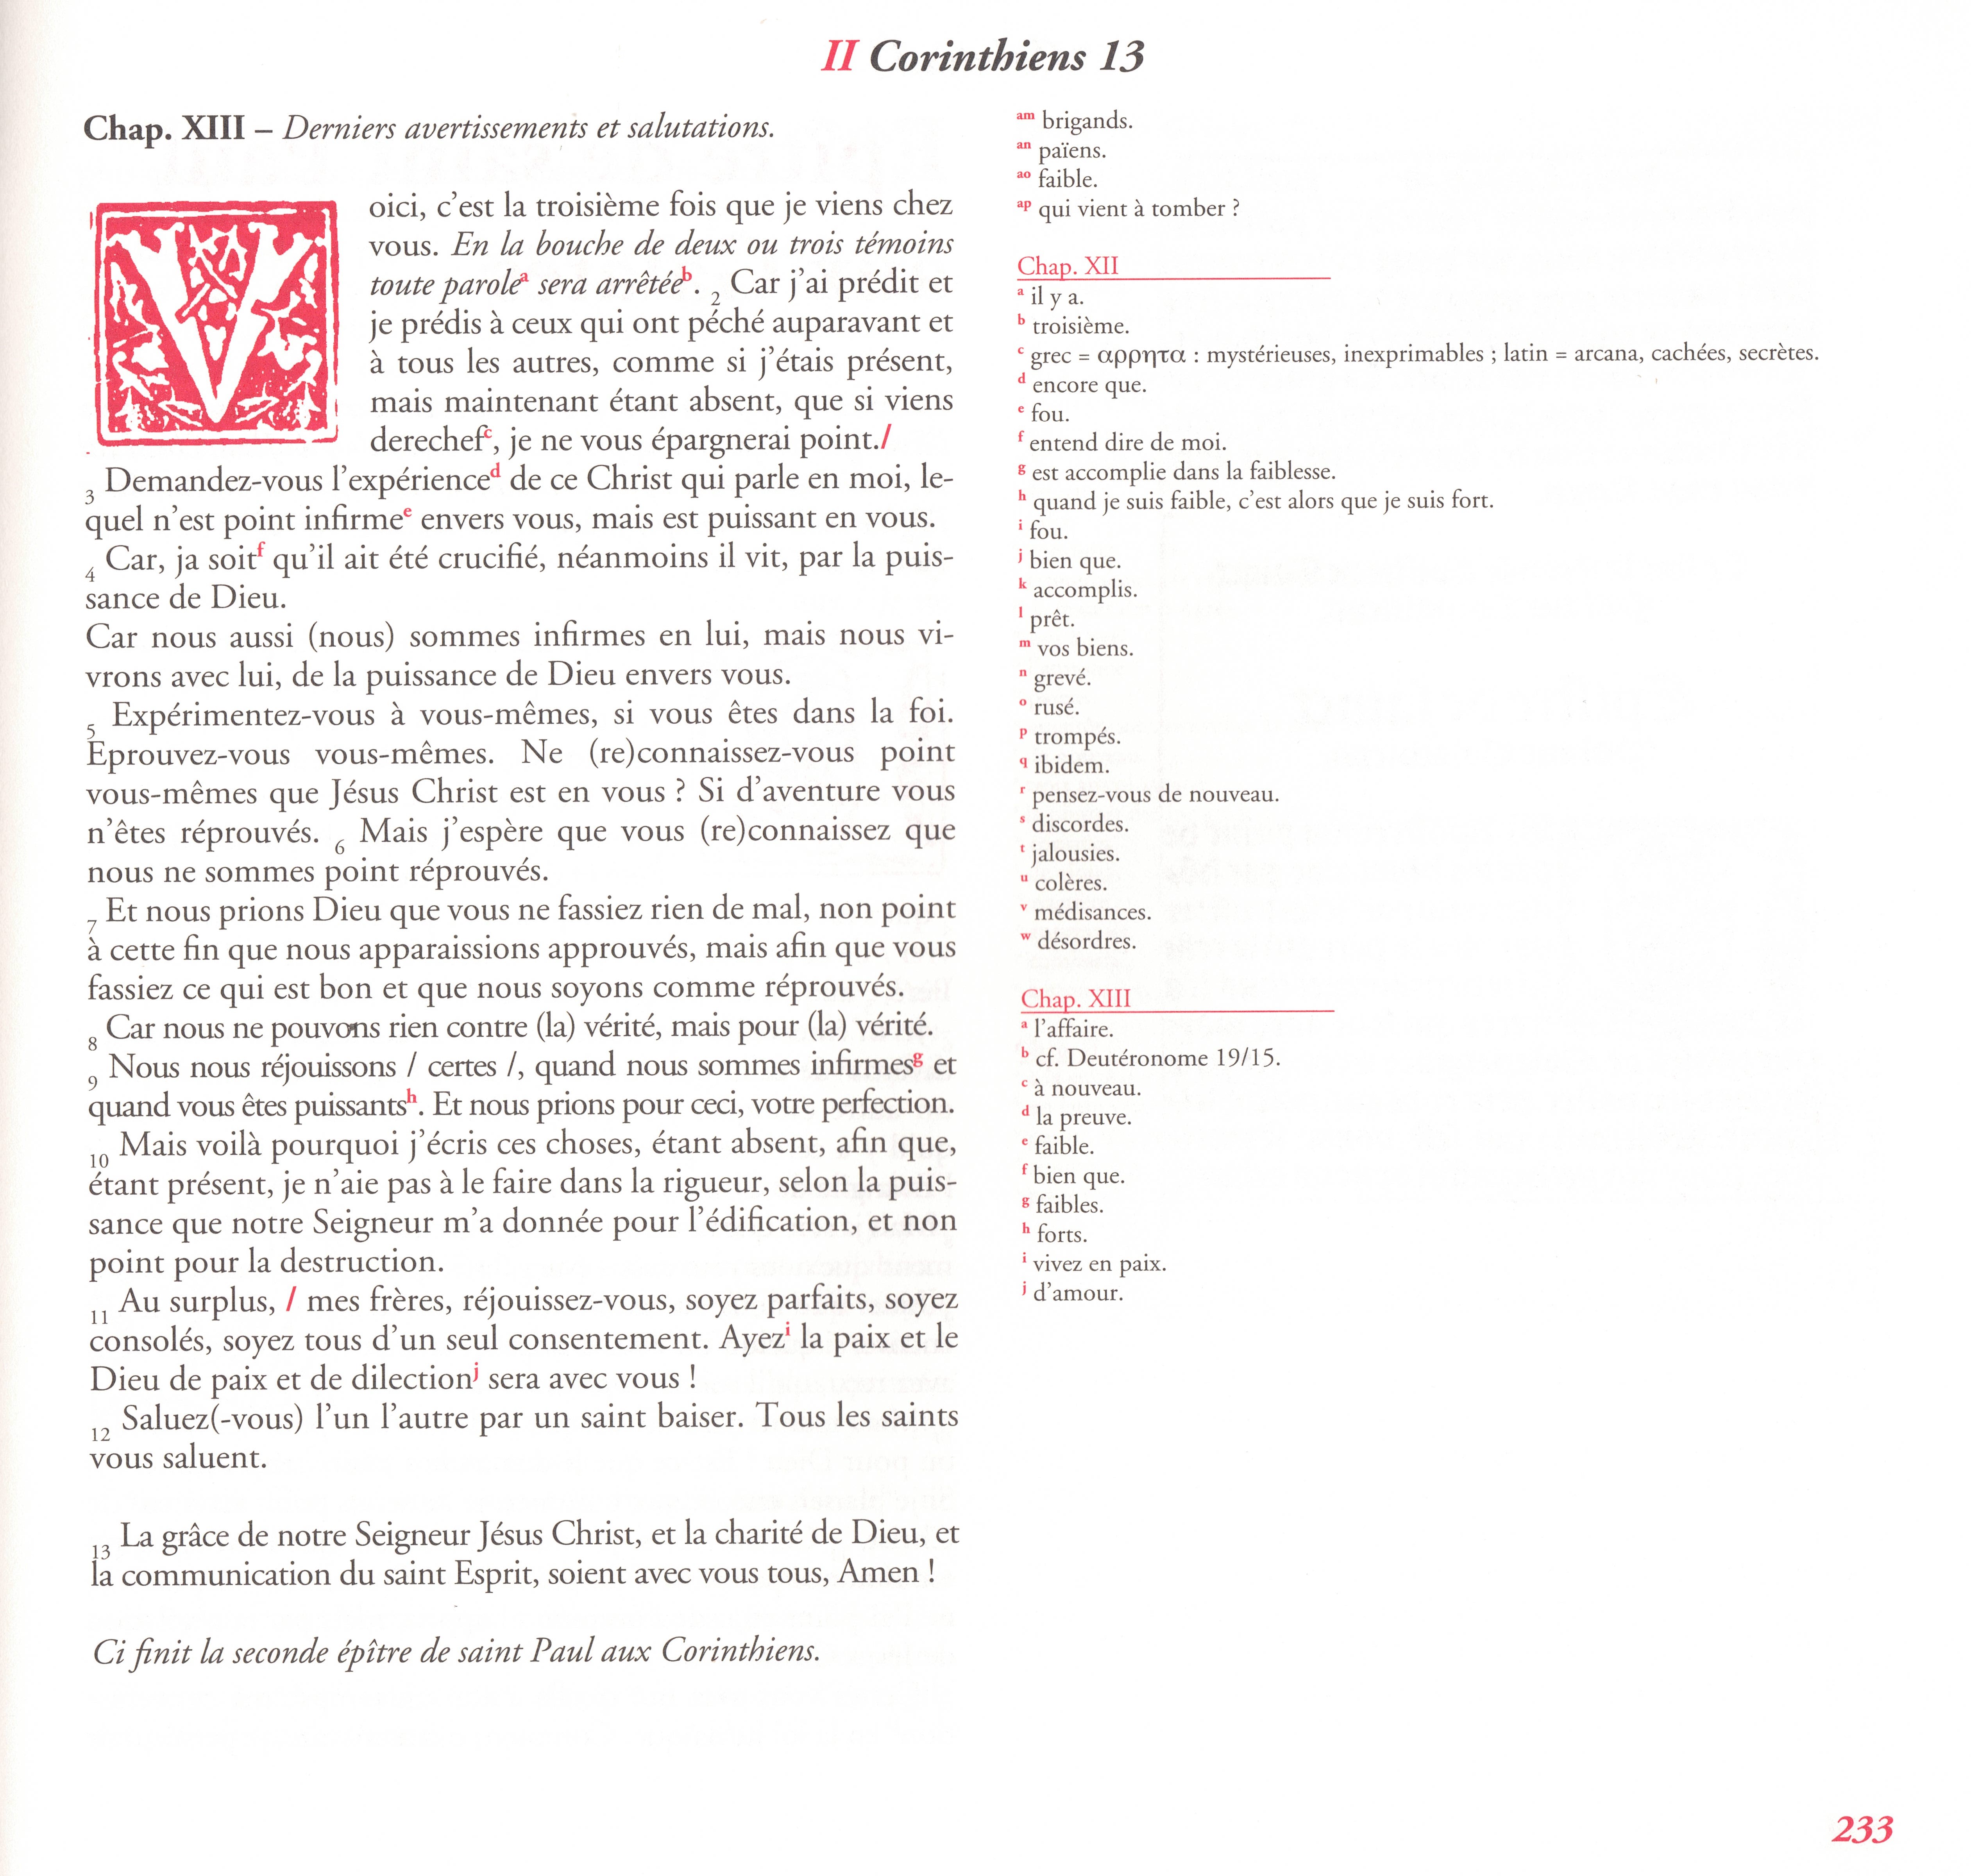 II Corinthiens 13
Chap. XIII – Derniers avertissements et salutations.
Voici, c’est la troisième fois que je viens chez
vous. En la bouche de deux ou trois témoins
toute parole a sera arrêtée b. 2 Car j’ai prédit et
je prédis à ceux qui ont péché auparavant et
à tous les autres, comme si j’étais présent,
mais maintenant étant absent, que si viens
derechef c, je ne vous épargnerai point./
3 Demandez-vous l’expérience d de ce Christ qui parle en moi, le-
quel n’est point infirme e envers vous, mais est puissant en vous.
4 Car, ja soit f qu’il ait été crucifié, néanmoins il vit, par la puis-
sance de Dieu.
Car nous aussi (nous) sommes infirmes en lui, mais nous vi-
vrons avec lui, de la puissance de Dieu envers vous.
5 Expérimentez-vous à vous-mêmes, si vous êtes dans la foi.
Eprouvez-vous vous-mêmes. Ne (re)connaissez-vous point
vous-mêmes que Jésus Christ est en vous ? Si d’aventure vous
n’êtes réprouvés. 6 Mais j’espère que vous (re)connaissez que
nous ne sommes point réprouvés.
7 Et nous prions Dieu que vous ne fassiez rien de mal, non point
à cette fin que nous apparaissions approuvés, mais afin que vous
fassiez ce qui est bon et que nous soyons comme réprouvés.
8 Car nous ne pouvons rien contre (la) vérité, mais pour (la) vérité.
9 Nous nous réjouissons / certes /, quand nous sommes infirmes g et
quand vous êtes puissants h. Et nous prions pour ceci, votre perfection.
10 Mais voilà pourquoi j’écris ces choses, étant absent, afin que,
étant présent, je n’aie pas à le faire dans la rigueur, selon la puis-
sance que notre Seigneur m’a donnée pour l’édification, et non
point pour la destruction.
11 Au surplus, / mes frères, réjouissez-vous, soyez parfaits, soyez
consolés, soyez tous d’un seul consentement. Ayez i la paix et le
Dieu de paix et de dilection j sera avec vous !
12 Saluez(-vous) l’un l’autre par un saint baiser. Tous les saints
vous saluent.
13 La grâce de notre Seigneur Jésus Christ, et la charité de Dieu, et
la communication du saint Esprit, soient avec vous tous, Amen !
Ci finit la seconde épître de saint Paul aux Corinthiens.
am brigands.
an païens.
ao faible.
ap qui vient à tomber ?
Chap. XII
a il y a.
b troisième.
c grec = αρρητα : mystérieuses, inexprimables ; latin = arcana, cachées, secrètes.
d encore que.
e fou.
f entend dire de moi.
g est accomplie dans la faiblesse.
h quand je suis faible, c’est alors que je suis fort.
i fou.
j bien que.
k accomplis.
l prêt.
m vos biens.
n grevé.
o rusé.
p trompés.
q ibidem.
r pensez-vous de nouveau.
s discordes.
t jalousies.
u colères.
v médisances.
w désordres.
Chap. XIII
a l’affaire.
b cf. Deutéronome 19/15.
c à nouveau.
d la preuve.
e faible.
f bien que.
g faibles.
h forts.
i vivez en paix.
j d’amour.
233